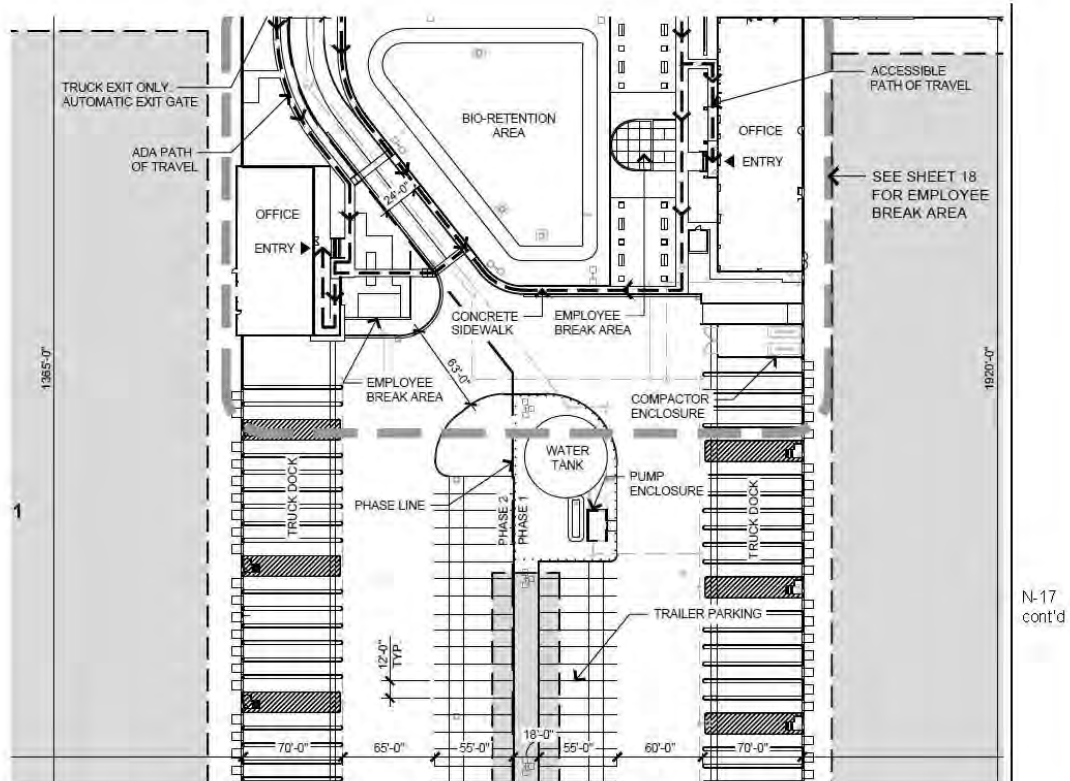 TRUCK EXIT ONLY.
AUTOMATIC EXIT GATE
ADA PATH
OF TRAVEL
BIO-RETENTION
AREA
ACCESSIBLE
PATH OF TRAVEL
OFFICE
ENTRY
SEE SHEET 18
FOR EMPLOYEE
BREAK AREA
24'-0"
OFFICE
ENTRY
CONCRETE
SIDEWALK
EMPLOYEE
BREAK AREA
1365'-0"
1920'-0"
63'-0"
EMPLOYEE
BREAK AREA
COMPACTOR
ENCLOSURE
WATER
TANK
PUMP
ENCLOSURE
TRUCK DOCK
PHASE LINE
PHASE 2
PHASE 1
TRUCK DOCK
1
N-17
cont'd
TRAILER PARKING
12'-0"
TYP.
70'-0"
65'-0"
55'-0"
18'-0"
55'-0"
60'-0"
70'-0"